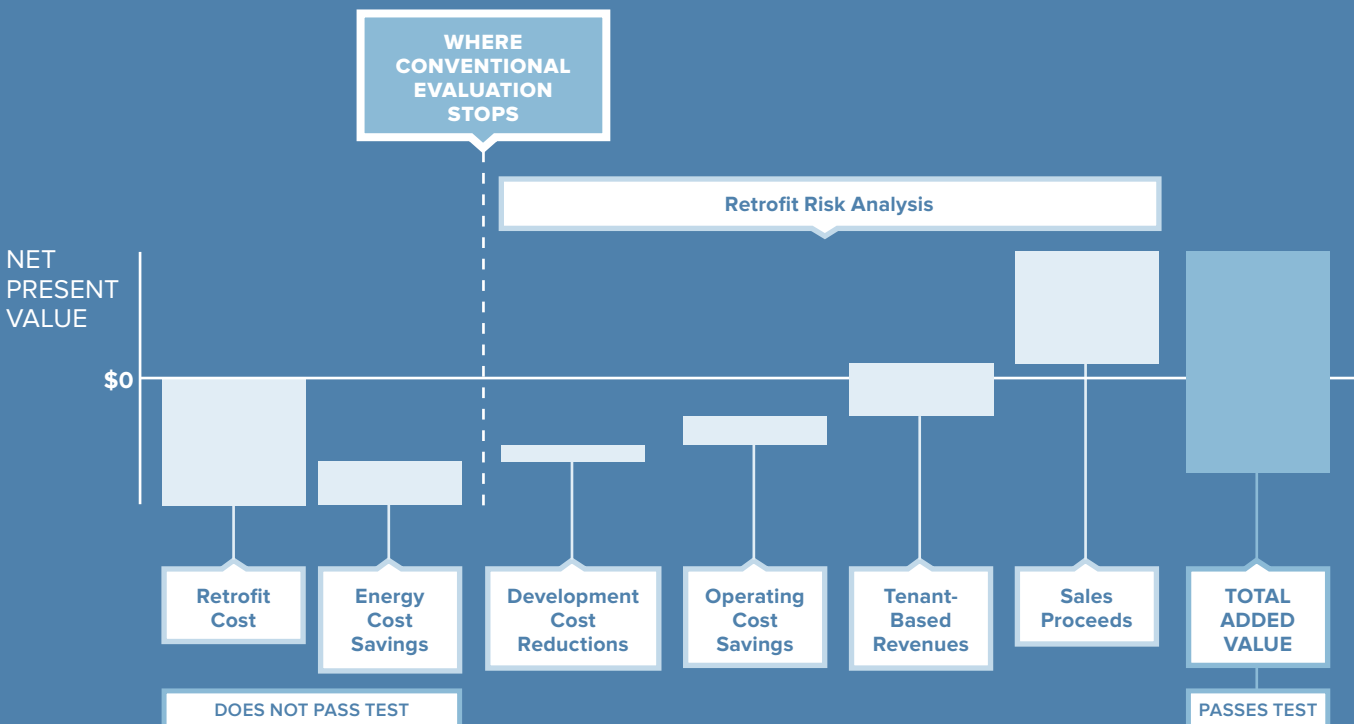 WHERE
CONVENTIONAL
EVALUATION
STOPS
Retrofit Risk Analysis
NET
PRESENT
VALUE
$0
Retrofit
Cost
Energy
Cost
Savings
Development
Cost
Reductions
Operating
Cost
Savings
Tenant-
Based
Revenues
Sales
Proceeds
TOTAL
ADDED
VALUE
DOES NOT PASS TEST
PASSES TEST